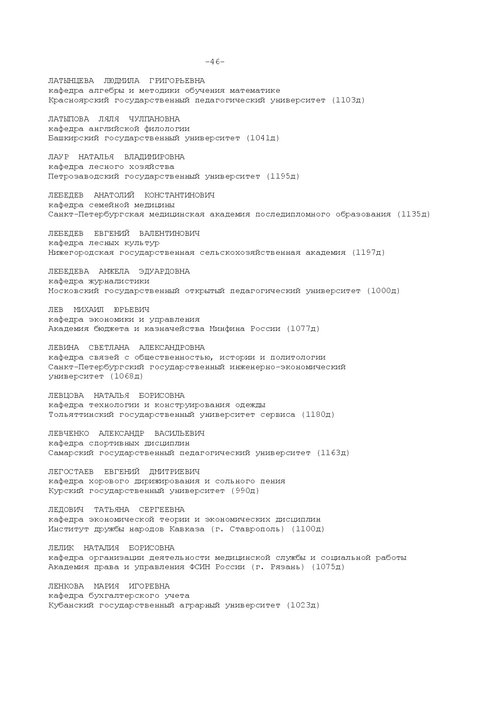 -46-
ЛАТЫНЦЕВА ЛЮДМИЛА ГРИГОРЬЕВНА
кафедра алгебры и методики обучения математике
Красноярский государственный педагогический университет (1103д)
ЛАТЫПОВА ЛЯЛЯ ЧУЛПАНОВНА
кафедра английской филологии
Башкирский государственный университет (1041д)
ЛАУР НАТАЛЬЯ ВЛАДИМИРОВНА
кафедра лесного хозяйства
Петрозаводский государственный университет (1195д)
ЛЕБЕДЕВ АНАТОЛИЙ КОНСТАНТИНОВИЧ
кафедра семейной медицины
Санкт-Петербургская медицинская академия последипломного образования (1135д)
ЛЕБЕДЕВ ЕВГЕНИЙ ВАЛЕНТИНОВИЧ
кафедра лесных культур
Нижегородская государственная сельскохозяйственная академия (1197д)
ЛЕБЕДЕВА АНЖЕЛА ЭДУАРДОВНА
кафедра журналистики
Московский государственный открытый педагогический университет (1000д)
ЛЕВ МИХАИЛ ЮРЬЕВИЧ
кафедра экономики и управления
Академия бюджета и казначейства Минфина России (1077д)
ЛЕВИНА СВЕТЛАНА АЛЕКСАНДРОВНА
кафедра связей с общественностью, истории и политологии
Санкт-Петербургский государственный инженерно-экономический
университет (1068д)
ЛЕВЦОВА НАТАЛЬЯ БОРИСОВНА
кафедра технологии и конструирования одежды
Тольяттинский государственный университет сервиса (1180д)
ЛЕВЧЕНКО АЛЕКСАНДР ВАСИЛЬЕВИЧ
кафедра спортивных дисциплин
Самарский государственный педагогический университет (1163д)
ЛЕГОСТАЕВ ЕВГЕНИЙ ДМИТРИЕВИЧ
кафедра хорового дирижирования и сольного пения
Курский государственный университет (990д)
ЛЕДОВИЧ ТАТЬЯНА СЕРГЕЕВНА
кафедра экономической теории и экономических дисциплин
Институт дружбы народов Кавказа (г. Ставрополь) (1100д)
ЛЕЛИК НАТАЛИЯ БОРИСОВНА
кафедра организации деятельности медицинской службы и социальной работы
Академия права и управления ФСИН России (г. Рязань) (1075д)
ЛЕНКОВА МАРИЯ ИГОРЕВНА
кафедра бухгалтерского учета
Кубанский государственный аграрный университет (1023д)